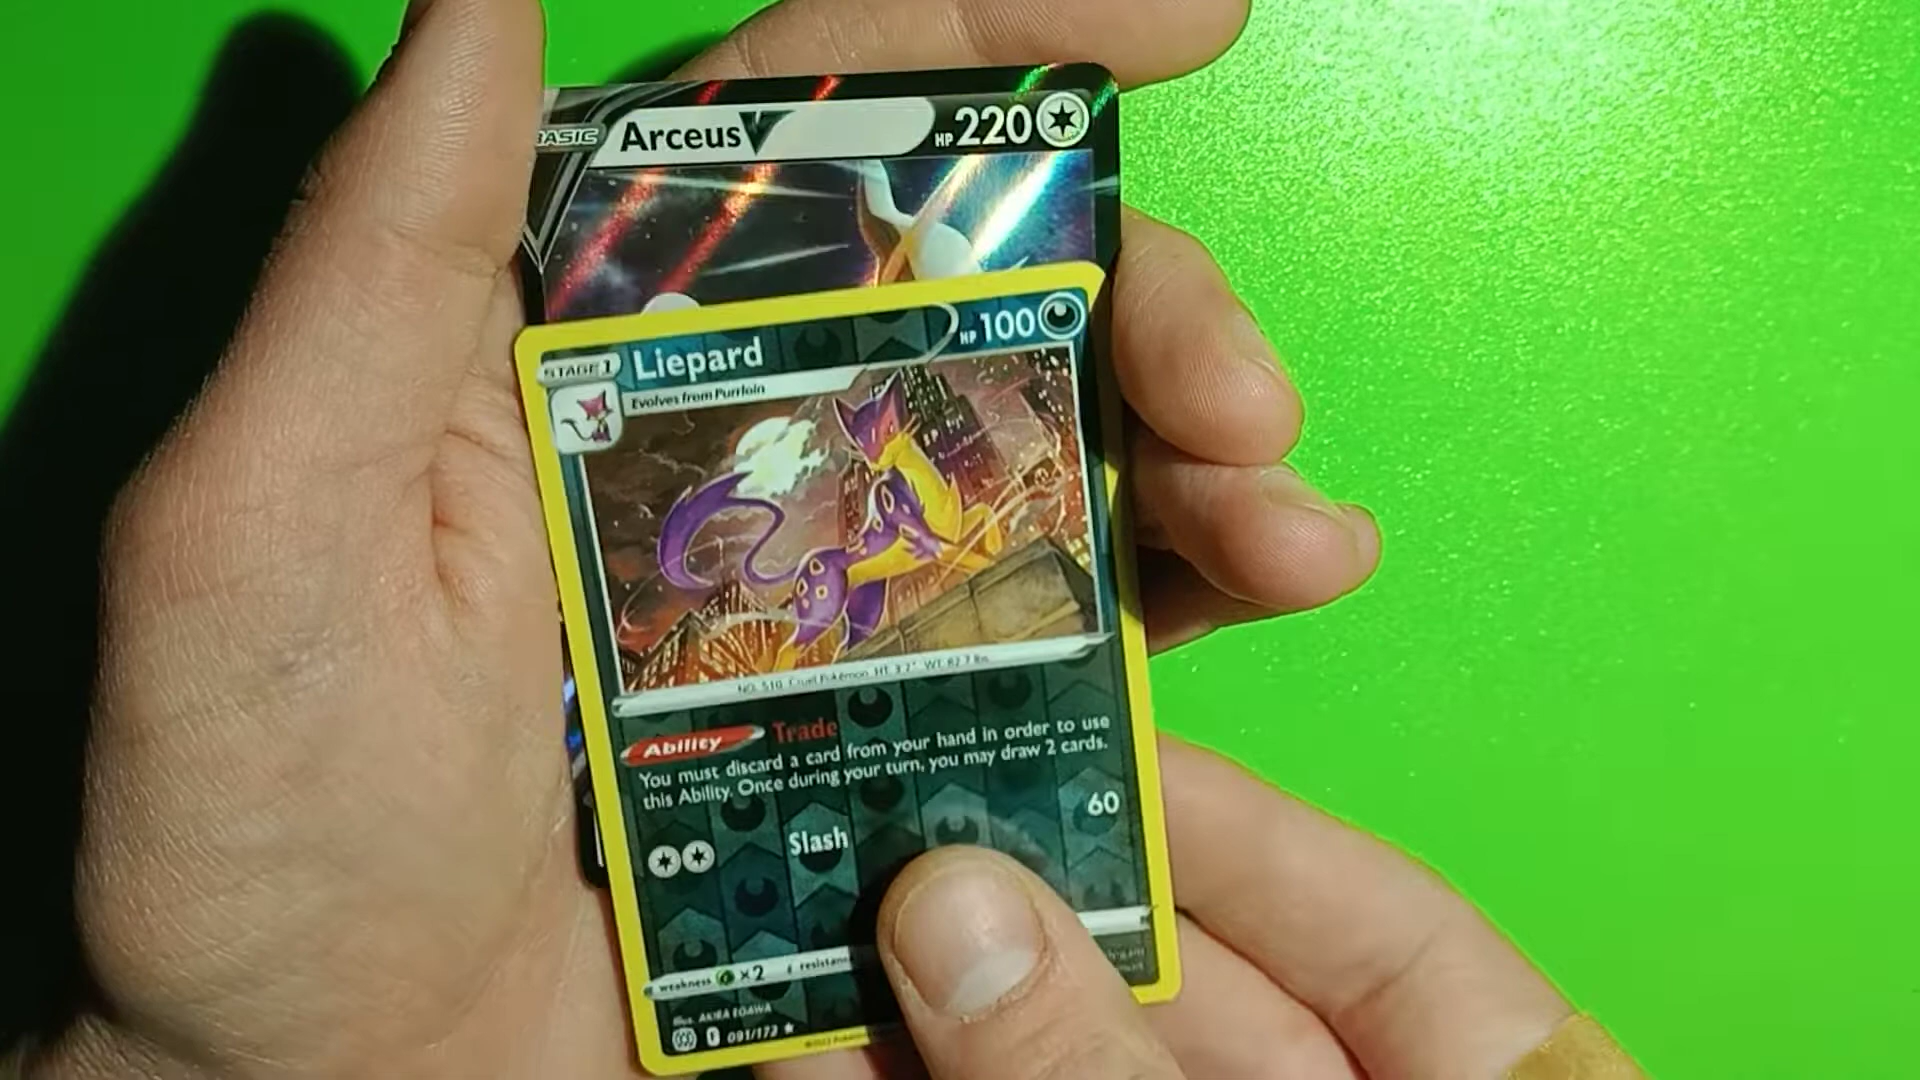 BASIC Arceus V HP 220
STAGE 1 Liepard HP 100
Evolves from Purrloin
NO. 510 Cruel Pokémon HT: 3'7" WT: 82.7 lbs.
Ability Trade
You must discard a card from your hand in order to use
this Ability. Once during your turn, you may draw 2 cards.
Slash 60
weakness ×2 resistance
Illus. AKIRA EGAWA
F 091/172 ★
©2022 Pokémon